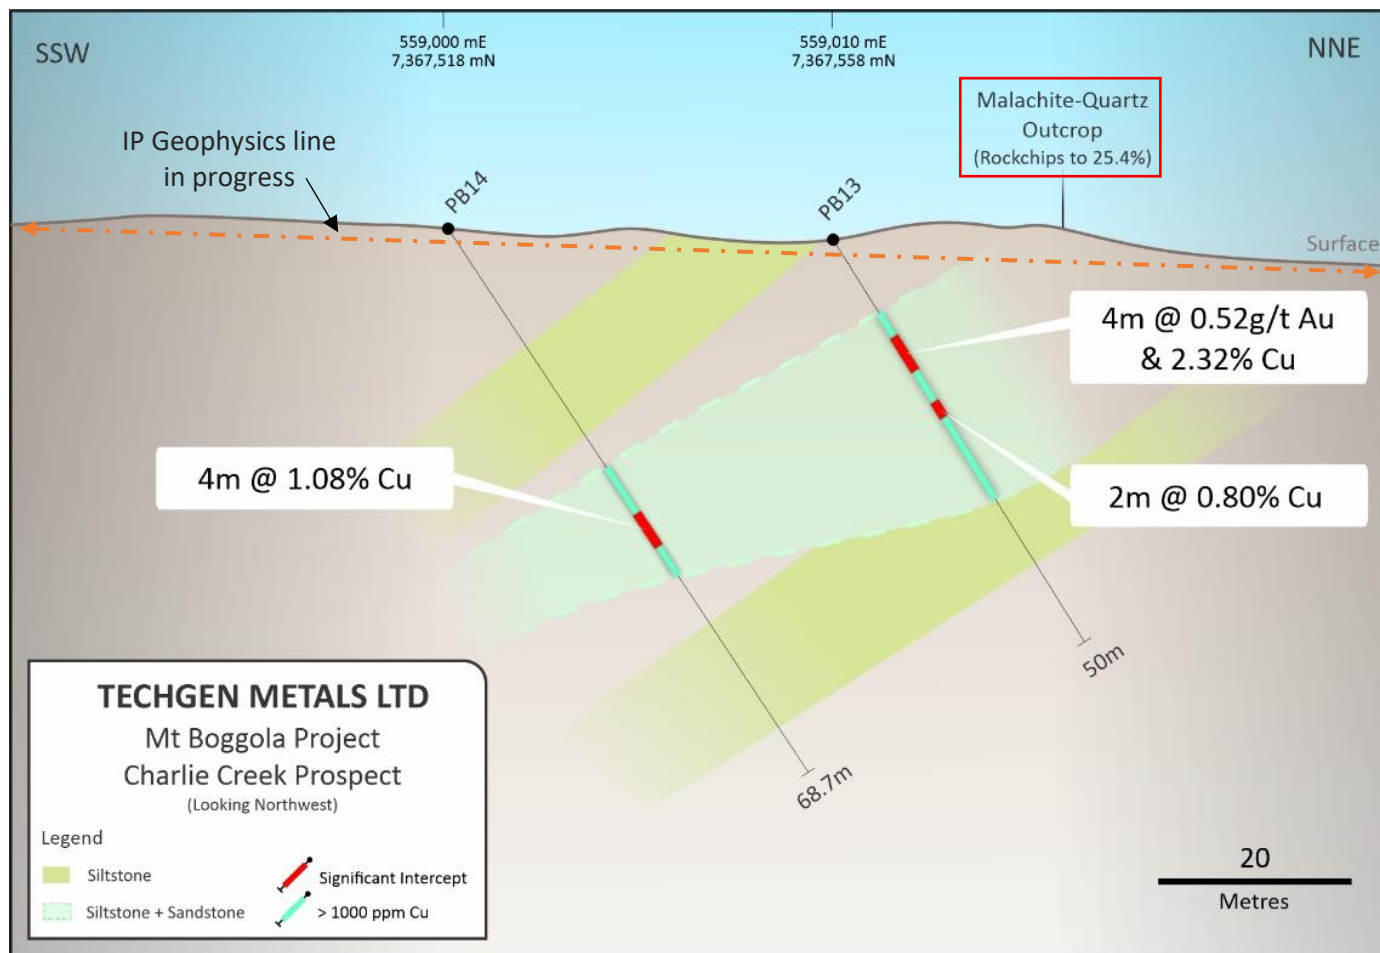 SSW
559,000 mE
7,367,518 mN
559,010 mE
7,367,558 mN
NNE
Malachite-Quartz
Outcrop
(Rockchips to 25.4%)
IP Geophysics line
in progress
PB14
PB13
Surface
4m @ 0.52g/t Au
& 2.32% Cu
4m @ 1.08% Cu
2m @ 0.80% Cu
50m
68.7m
TECHGEN METALS LTD
Mt Boggola Project
Charlie Creek Prospect
(Looking Northwest)
Legend
Siltstone
Significant Intercept
Siltstone + Sandstone
> 1000 ppm Cu
20
Metres